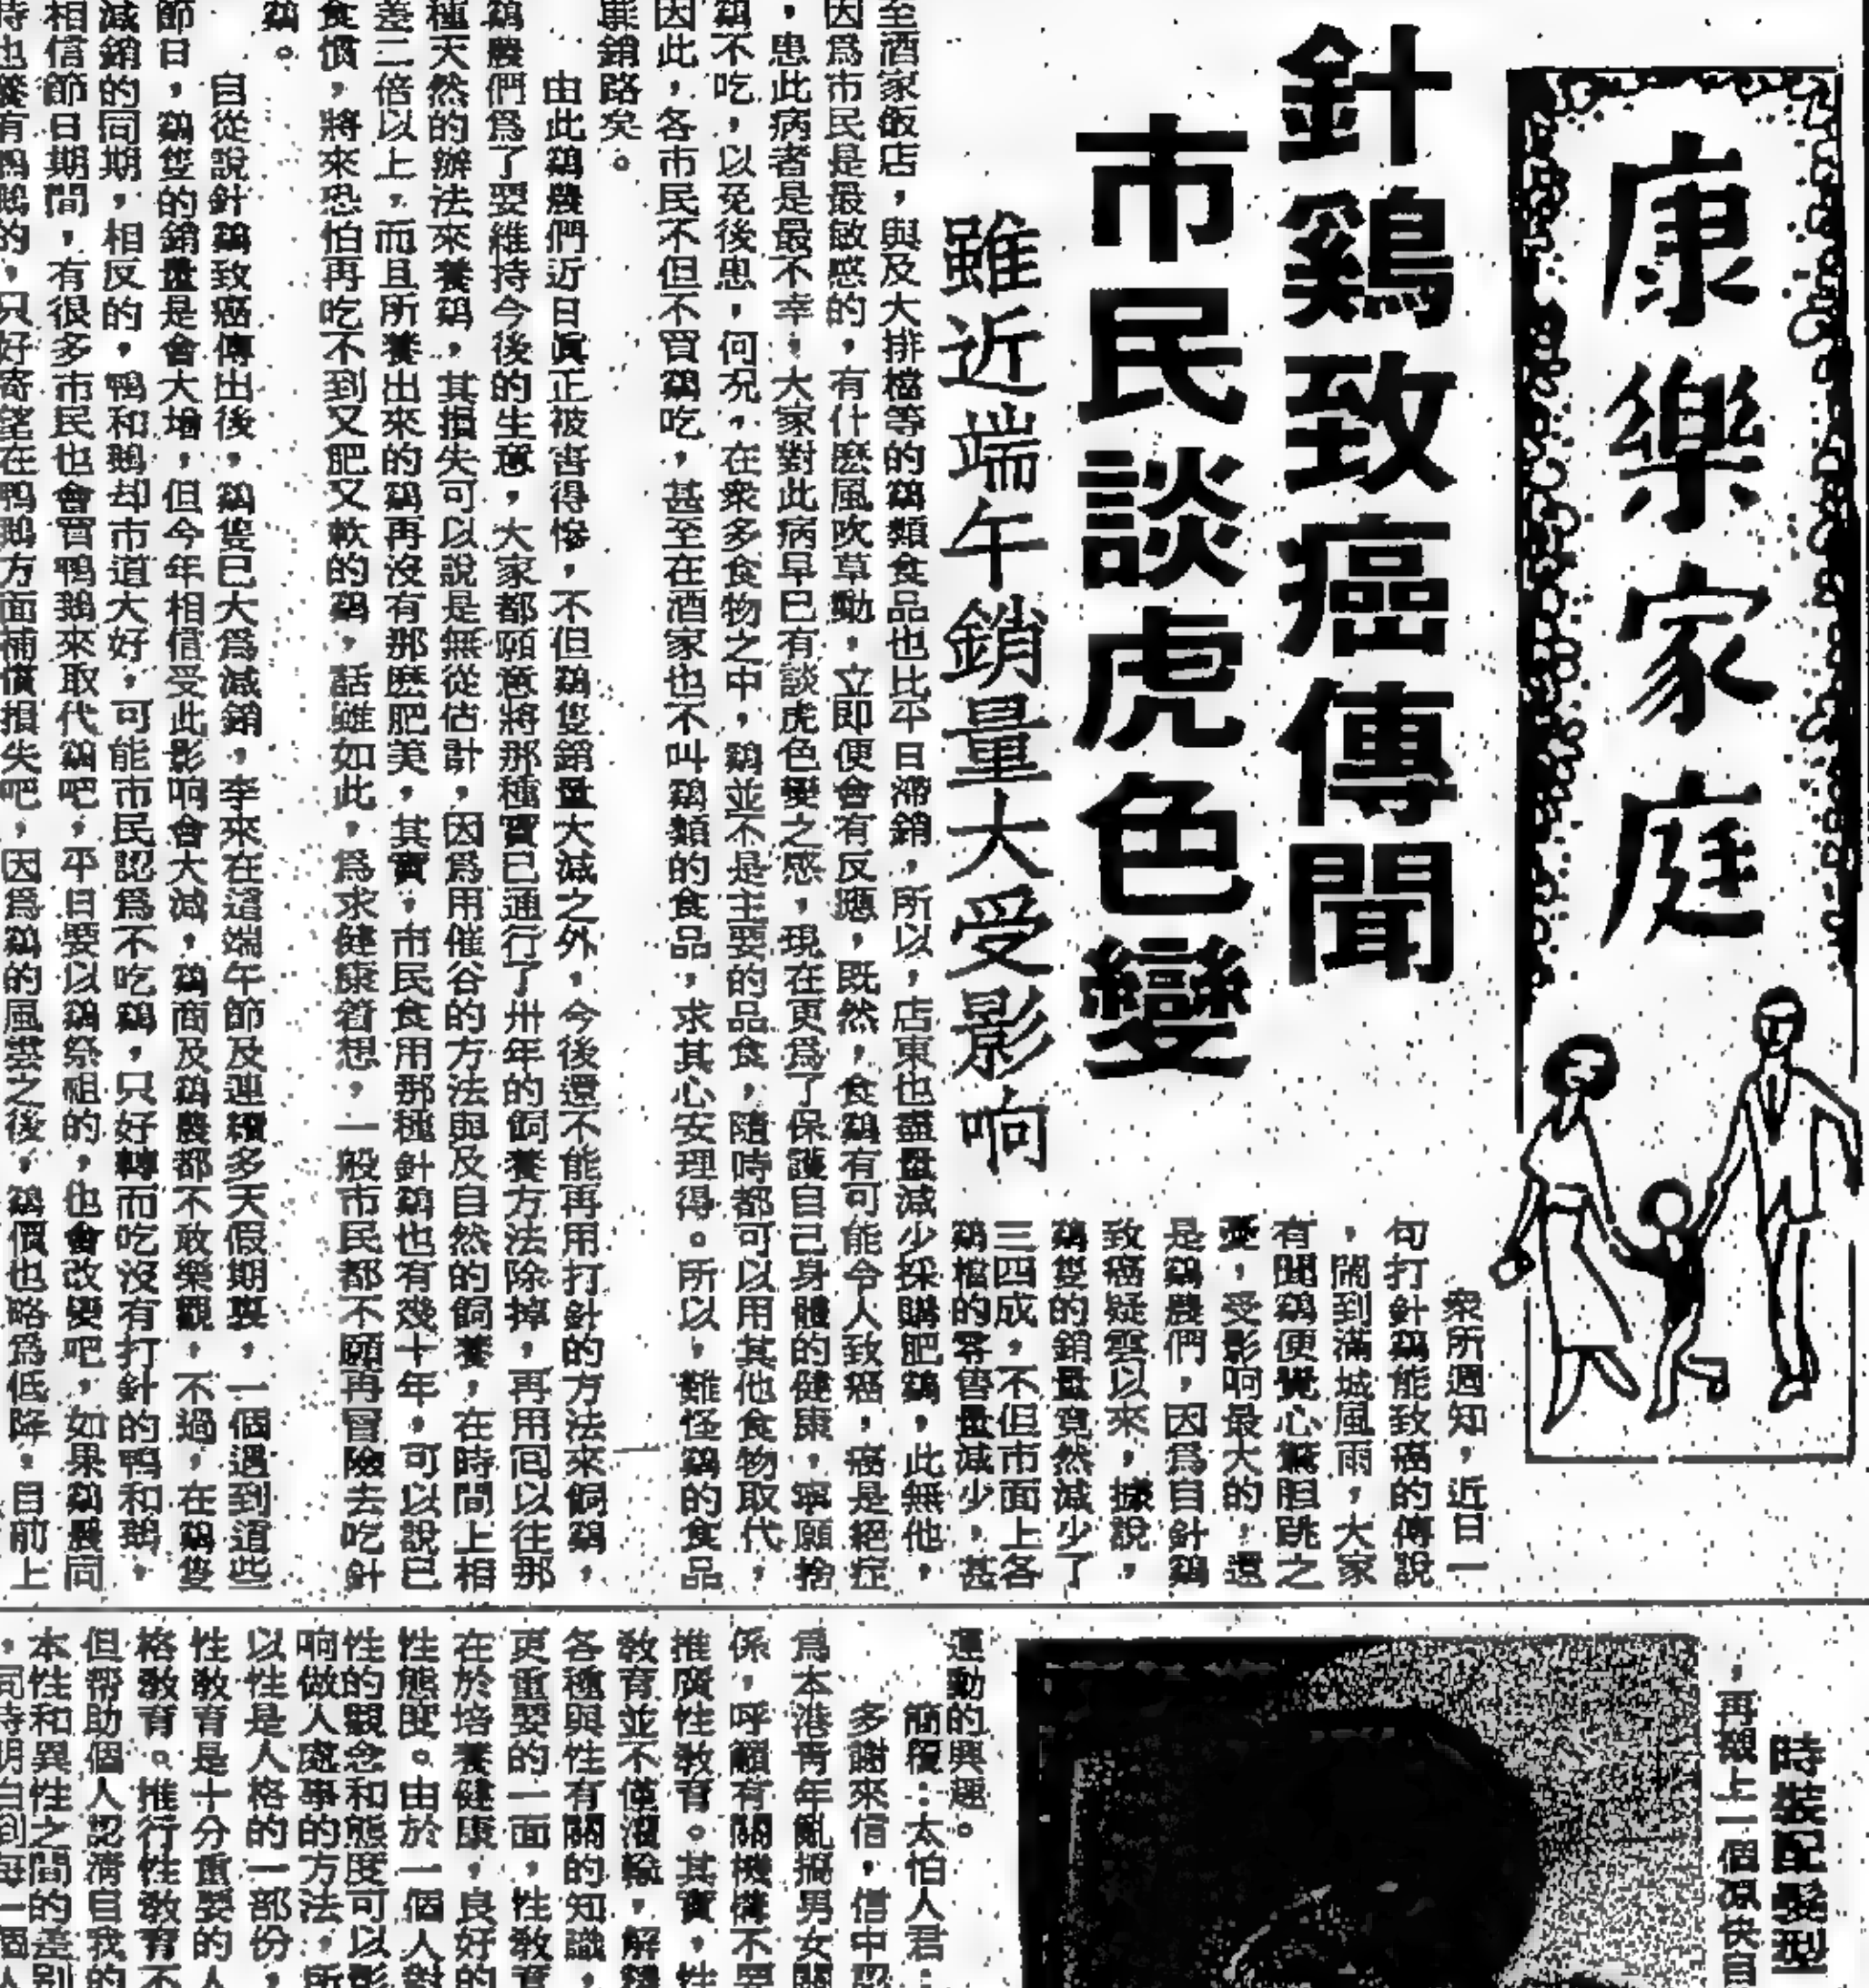 康樂家庭
針鷄致癌傳聞
市民談虎色變
雖近端午銷量大受影响
衆所週知，近日一
句打針鷄能致癌的傳說
，鬧到滿城風雨，大家
有聞鷄便覺心驚胆跳之
憂，受影响最大的，還
是鷄農們，因爲自針鷄
致癌疑雲以來，據說，
鷄隻的銷量竟然減少了
三四成，不但市面上各
鷄檔的零售量減少，甚
至酒家飯店，與及大排檔等的鷄類食品也比平日滯銷，所以，店東也盡量減少採購肥鷄，此無他，
因爲市民是最敏感的，有什麽風吹草動，立即便會有反應，既然，食鷄有可能令人致癌，癌是絕症
，患此病者是最不幸，大家對此病早已有談虎色變之感，現在更爲了保護自己身體的健康，寧願捨
鷄不吃，以免後患，何况，在衆多食物之中，鷄並不是主要的品食，隨時都可以用其他食物取代，
因此，各市民不但不買鷄吃，甚至在酒家也不叫鷄類的食品，求其心安理得。所以，難怪鷄的食品
銷路矣。
由此鷄農們近日眞正被害得慘，不但鷄隻銷量大減之外，今後還不能再用打針的方法來飼鷄，
鷄農們爲了要維持今後的生意，大家都願意將那種實已通行了卅年的飼養方法除掉，再用囘以往那
種天然的辦法來養鷄，其損失可以說是無從估計，因爲用催谷的方法與及自然的飼養，在時間上相
差二倍以上，而且所養出來的鷄再沒有那麽肥美，其實，市民食用那種針鷄也有幾十年，可以說已
食慣，將來恐怕再吃不到又肥又軟的鷄，話雖如此，爲求健康着想，一般市民都不願再冒險去吃針
鷄。
自從說針鷄致癌傳出後，鷄隻已大爲減銷，李來在這端午節及連續多天假期裏，一個遇到這些
節日，鷄隻的銷量是會大增，但今年相信受此影响會大減，鷄商及鷄農都不敢樂觀，不過，在鷄隻
減銷的同期，相反的，鴨和鵝却市道大好，可能市民認爲不吃鷄，只好轉而吃沒有打針的鴨和鵝，
相信節日期間，有很多市民也會買鴨鵝來取代鷄吧，平日要以鷄祭祖的，也會改變吧，如果鷄農同
時也養有鴨鵝的，只好寄望在鴨鵝方面補償損失吧，因爲鷄的風 之後，鷄價也略爲低降，目前上
時裝配髮型
，再襯上一個
運動的興趣。
簡覆：太怕人君：
多謝來信，信中
爲本港靑年亂搞男女關
係，呼籲有關機構不
推廣性敎育。其實，性
敎育並不僅 輸，解
各種與性有關的知識，
更重要的一面，性敎
在於培養健康，良好的
性態度。由於一個人對
性的觀念和態度可以影
响做人處事的方法，所
以性是人格的一部份，
性敎育是十分重要的人
格敎育。推行性敎育不
但帮助個人認淸自我的
本性和異性之間的差別
，同時明白到每一個人